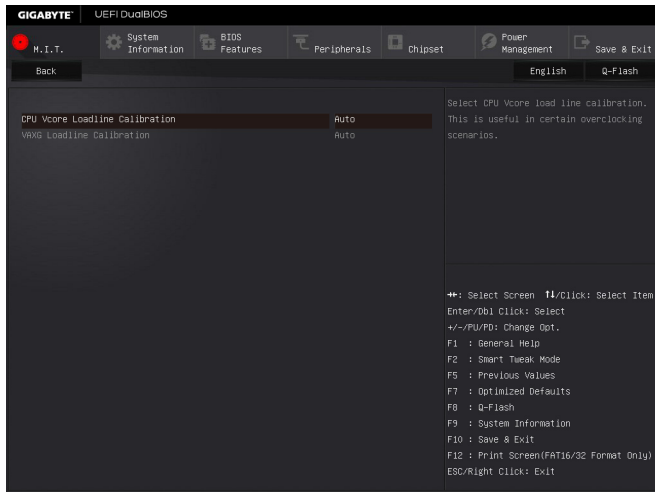 GIGABYTE™ UEFI DualBIOS
M.I.T. System Information BIOS Features Peripherals Chipset Power Management Save & Exit
Back English Q-Flash
CPU Vcore Loadline Calibration Auto
VAXG Loadline Calibration Auto
Select CPU Vcore load line calibration.
This is useful in certain overclocking
scenarios.
→←: Select Screen ↑↓/Click: Select Item
Enter/Dbl Click: Select
+/-/PU/PD: Change Opt.
F1 : General Help
F2 : Smart Tweak Mode
F5 : Previous Values
F7 : Optimized Defaults
F8 : Q-Flash
F9 : System Information
F10 : Save & Exit
F12 : Print Screen(FAT16/32 Format Only)
ESC/Right Click: Exit